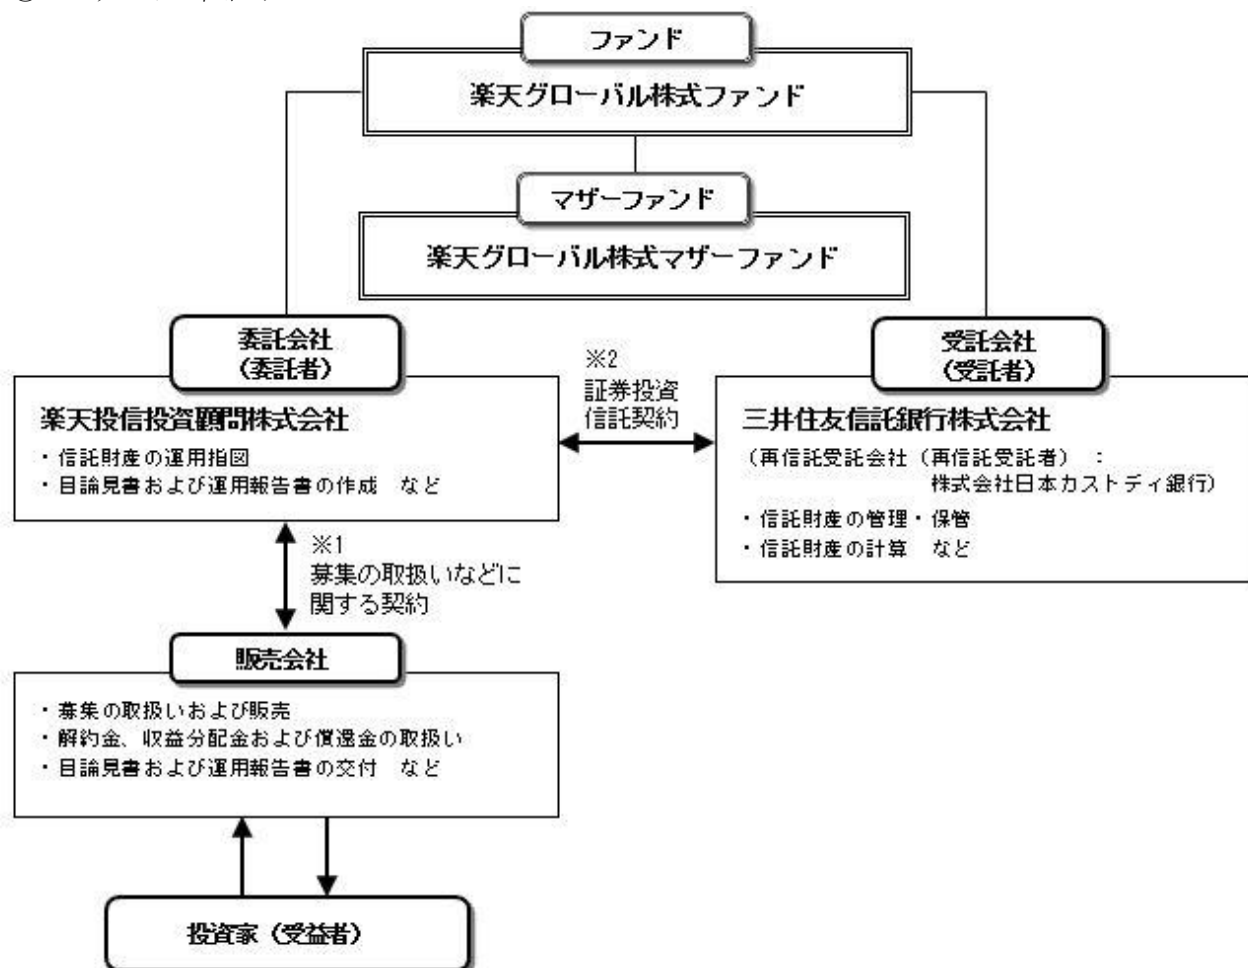 ファンド
楽天グローバル株式ファンド
マザーファンド
楽天グローバル株式マザーファンド
委託会社
（委託者）
楽天投信投資顧問株式会社
・信託財産の運用指図
・目論見書および運用報告書の作成　など
※2
証券投資
信託契約
受託会社
（受託者）
三井住友信託銀行株式会社
（再信託受託会社（再信託受託者）：
株式会社日本カストディ銀行）
・信託財産の管理・保管
・信託財産の計算　など
※1
募集の取扱いなどに
関する契約
販売会社
・募集の取扱いおよび販売
・解約金、収益分配金および償還金の取扱い
・目論見書および運用報告書の交付　など
投資家（受益者）